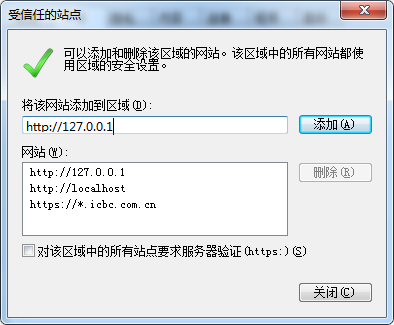 受信任的站点
可以添加和删除该区域的网站。该区域中的所有网站都使
用区域的安全设置。
将该网站添加到区域(D):
http://127.0.0.1
添加(A)
网站(W):
http://127.0.0.1
http://localhost
https://*.icbc.com.cn
删除(R)
对该区域中的所有站点要求服务器验证(https:)(S)
关闭(C)